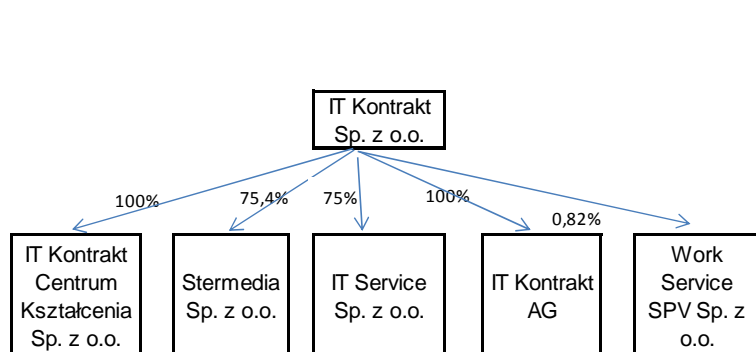 IT Kontrakt
Sp. z o.o.
100%
75,4%
75%
100%
0,82%
IT Kontrakt
Centrum
Kształcenia
Sp. z o.o.
Stermedia
Sp. z o.o.
IT Service
Sp. z o.o.
IT Kontrakt
AG
Work
Service
SPV Sp. z
o.o.